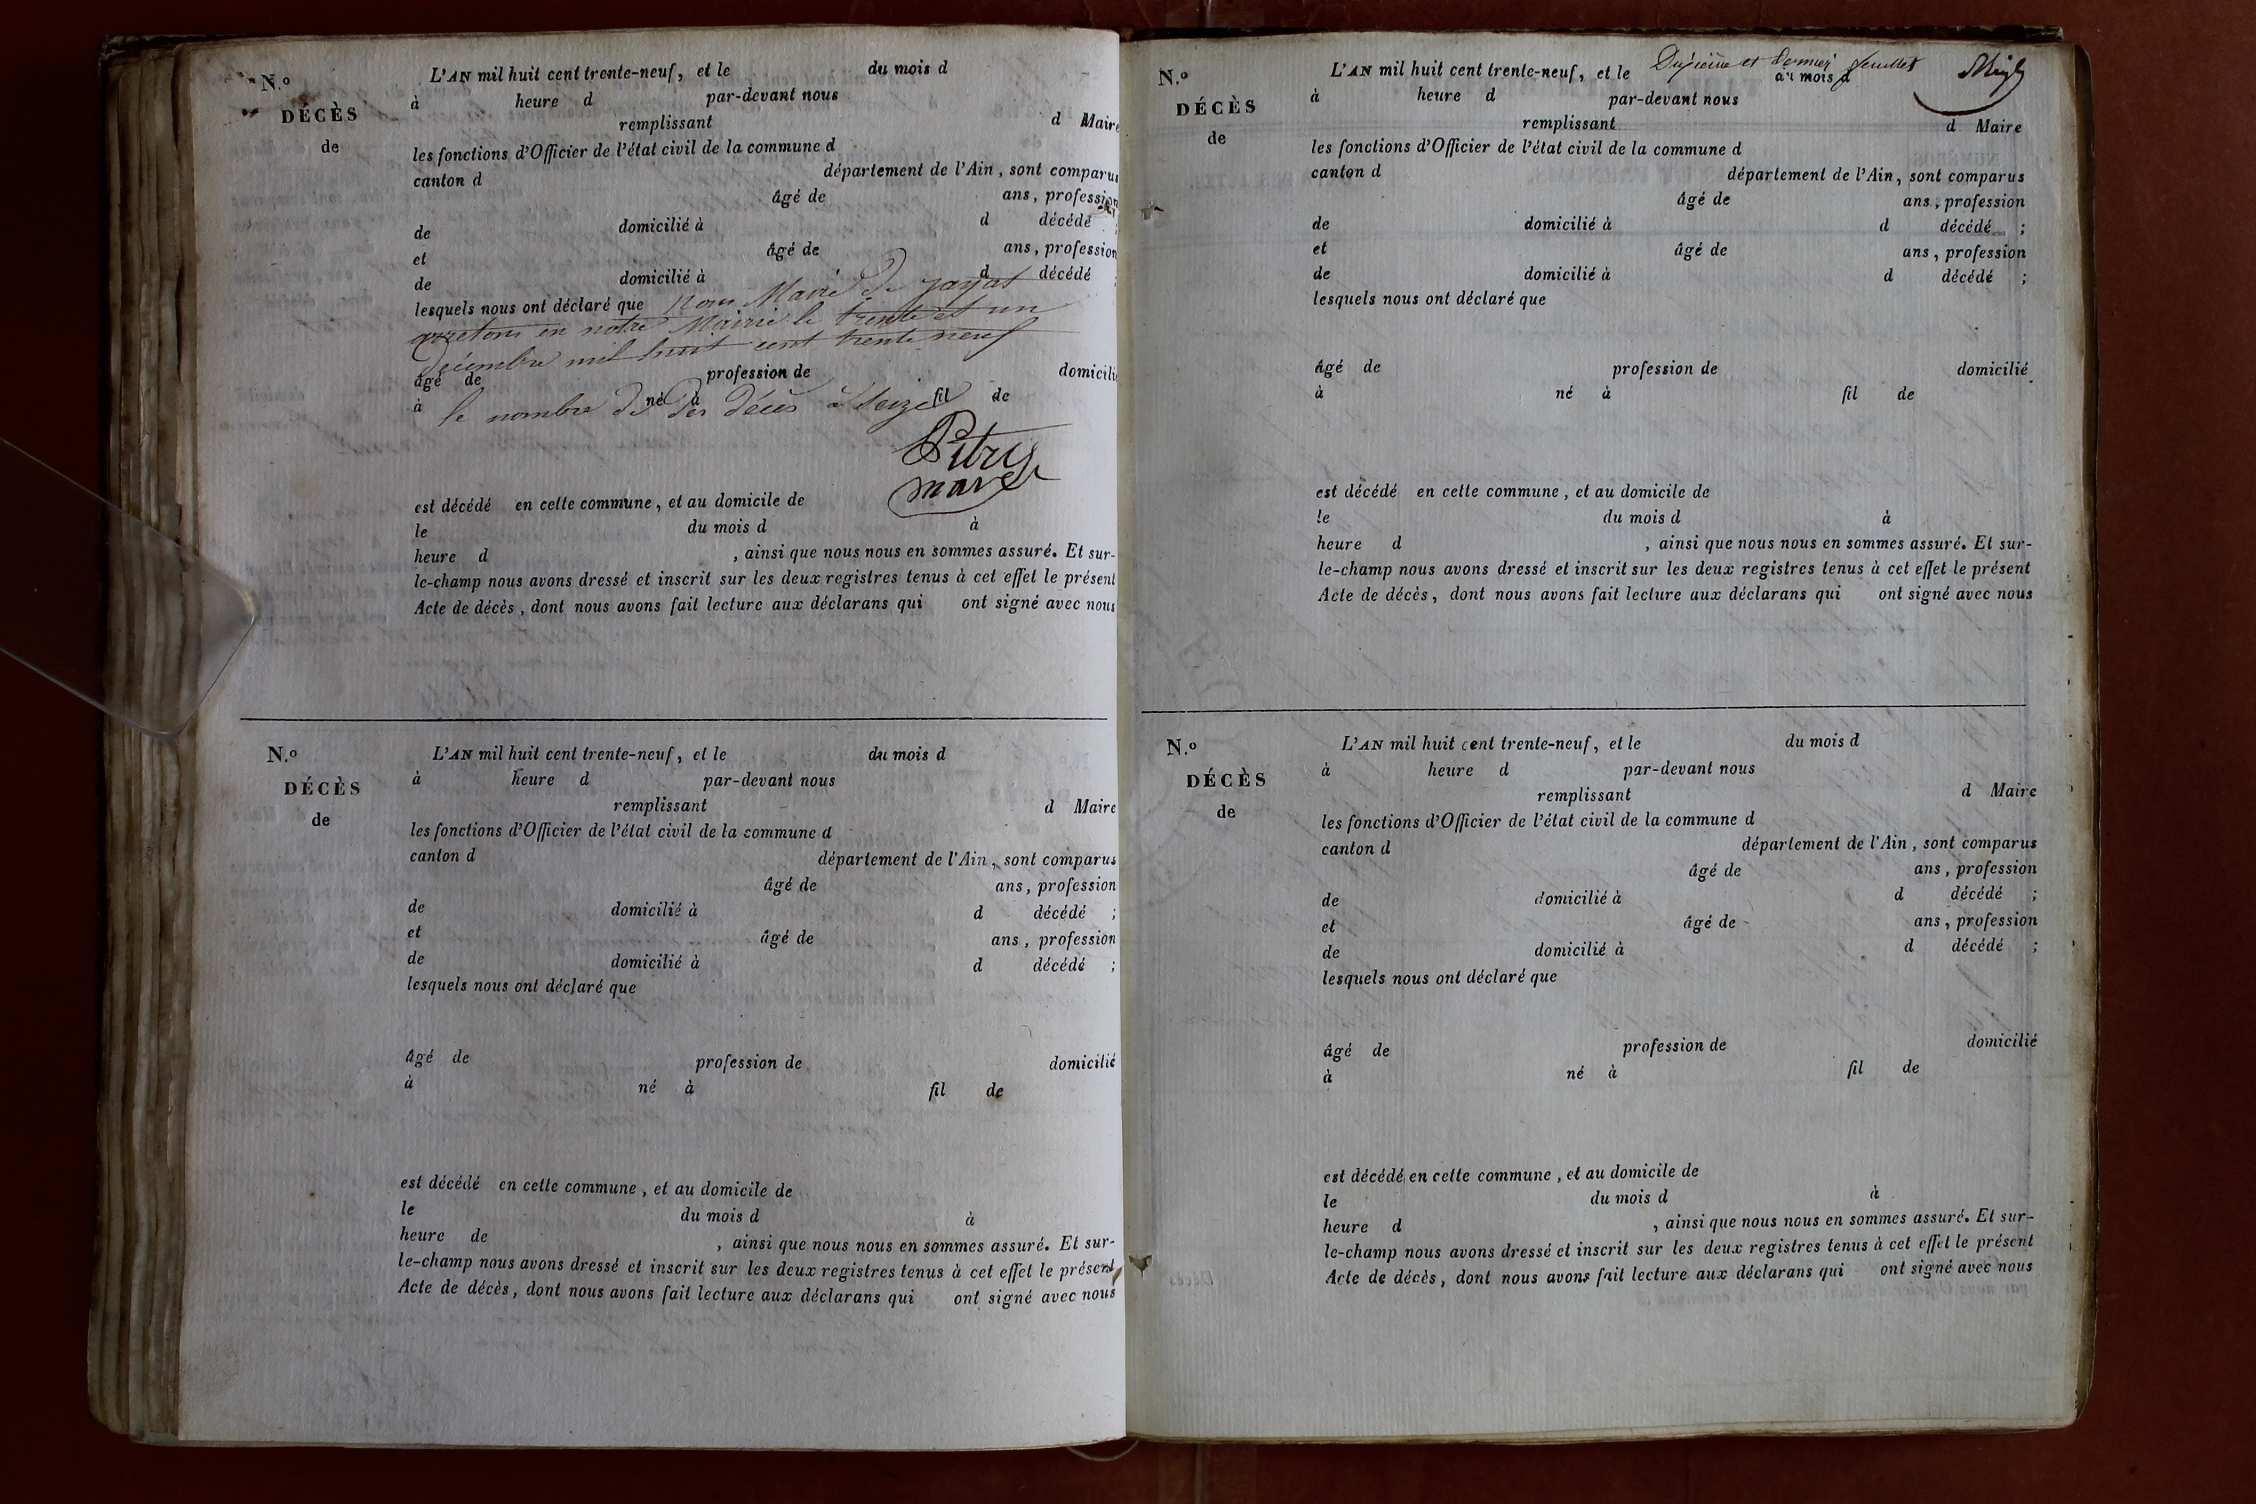 N.o
DÉCÈS
de
L'AN mil huit cent trente-neuf, et le du mois d
à heure d par-devant nous
remplissant d Maire
les fonctions d'Officier de l'état civil de la commune d
canton d département de l'Ain, sont comparus
âgé de ans, profession
de domicilié à d décédé ;
et âgé de ans, profession
de domicilié à d décédé ;
lesquels nous ont déclaré que nous Maire de
arretons en notre Mairie le trente et un
décembre mil huit cent trente neuf
âgé de profession de domicilié
à né à fil de
le nombre de des décès à seize
est décédé en cette commune, et au domicile de
le du mois d à
heure d , ainsi que nous nous en sommes assuré. Et sur-
le-champ nous avons dressé et inscrit sur les deux registres tenus à cet effet le présent
Acte de décès, dont nous avons fait lecture aux déclarans qui ont signé avec nous
N.o
DÉCÈS
de
L'AN mil huit cent trente-neuf, et le du mois d
à heure d par-devant nous
remplissant d Maire
les fonctions d'Officier de l'état civil de la commune d
canton d département de l'Ain, sont comparus
âgé de ans, profession
de domicilié à d décédé ;
et âgé de ans, profession
de domicilié à d décédé ;
lesquels nous ont déclaré que
âgé de profession de domicilié
à né à fil de
est décédé en cette commune, et au domicile de
le du mois d à
heure de , ainsi que nous nous en sommes assuré. Et sur-
le-champ nous avons dressé et inscrit sur les deux registres tenus à cet effet le présent
Acte de décès, dont nous avons fait lecture aux déclarans qui ont signé avec nous
N.o
DÉCÈS
de
et dernier feuillet
L'AN mil huit cent trente-neuf, et le du mois d
à heure d par-devant nous
remplissant d Maire
les fonctions d'Officier de l'état civil de la commune d
canton d département de l'Ain, sont comparus
âgé de ans, profession
de domicilié à d décédé ;
et âgé de ans, profession
de domicilié à d décédé ;
lesquels nous ont déclaré que
âgé de profession de domicilié
à né à fil de
est décédé en cette commune, et au domicile de
le du mois d à
heure d , ainsi que nous nous en sommes assuré. Et sur-
le-champ nous avons dressé et inscrit sur les deux registres tenus à cet effet le présent
Acte de décès, dont nous avons fait lecture aux déclarans qui ont signé avec nous
N.o
DÉCÈS
de
L'AN mil huit cent trente-neuf, et le du mois d
à heure d par-devant nous
remplissant d Maire
les fonctions d'Officier de l'état civil de la commune d
canton d département de l'Ain, sont comparus
âgé de ans, profession
de domicilié à d décédé ;
et âgé de ans, profession
de domicilié à d décédé ;
lesquels nous ont déclaré que
âgé de profession de domicilié
à né à fil de
est décédé en cette commune, et au domicile de
le du mois d à
heure d , ainsi que nous nous en sommes assuré. Et sur-
le-champ nous avons dressé et inscrit sur les deux registres tenus à cet effet le présent
Acte de décès, dont nous avons fait lecture aux déclarans qui ont signé avec nous